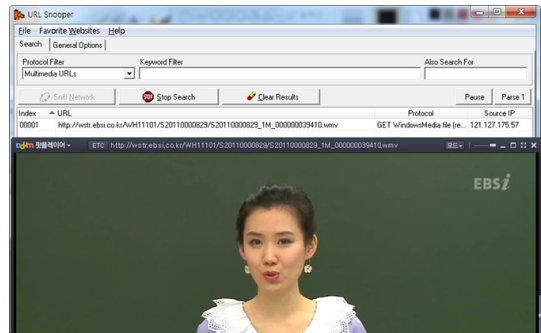 URL Snooper
File Favorite Websites Help
Search General Options
Protocol Filter Keyword Filter Also Search For
Multimedia URLs
Sniff Network Stop Search Clear Results Pause Parse 1
Index URL Protocol Source IP
00001 http://wstr.ebsi.co.kr/WH11101/S20110000829/S20110000829_1M_000000039410.wmv GET WindowsMedia file (re... 121.127.175.57
팟플레이어 ETC http://wstr.ebsi.co.kr/WH11101/S20110000829/S20110000829_1M_000000039410.wmv 모드
EBSi